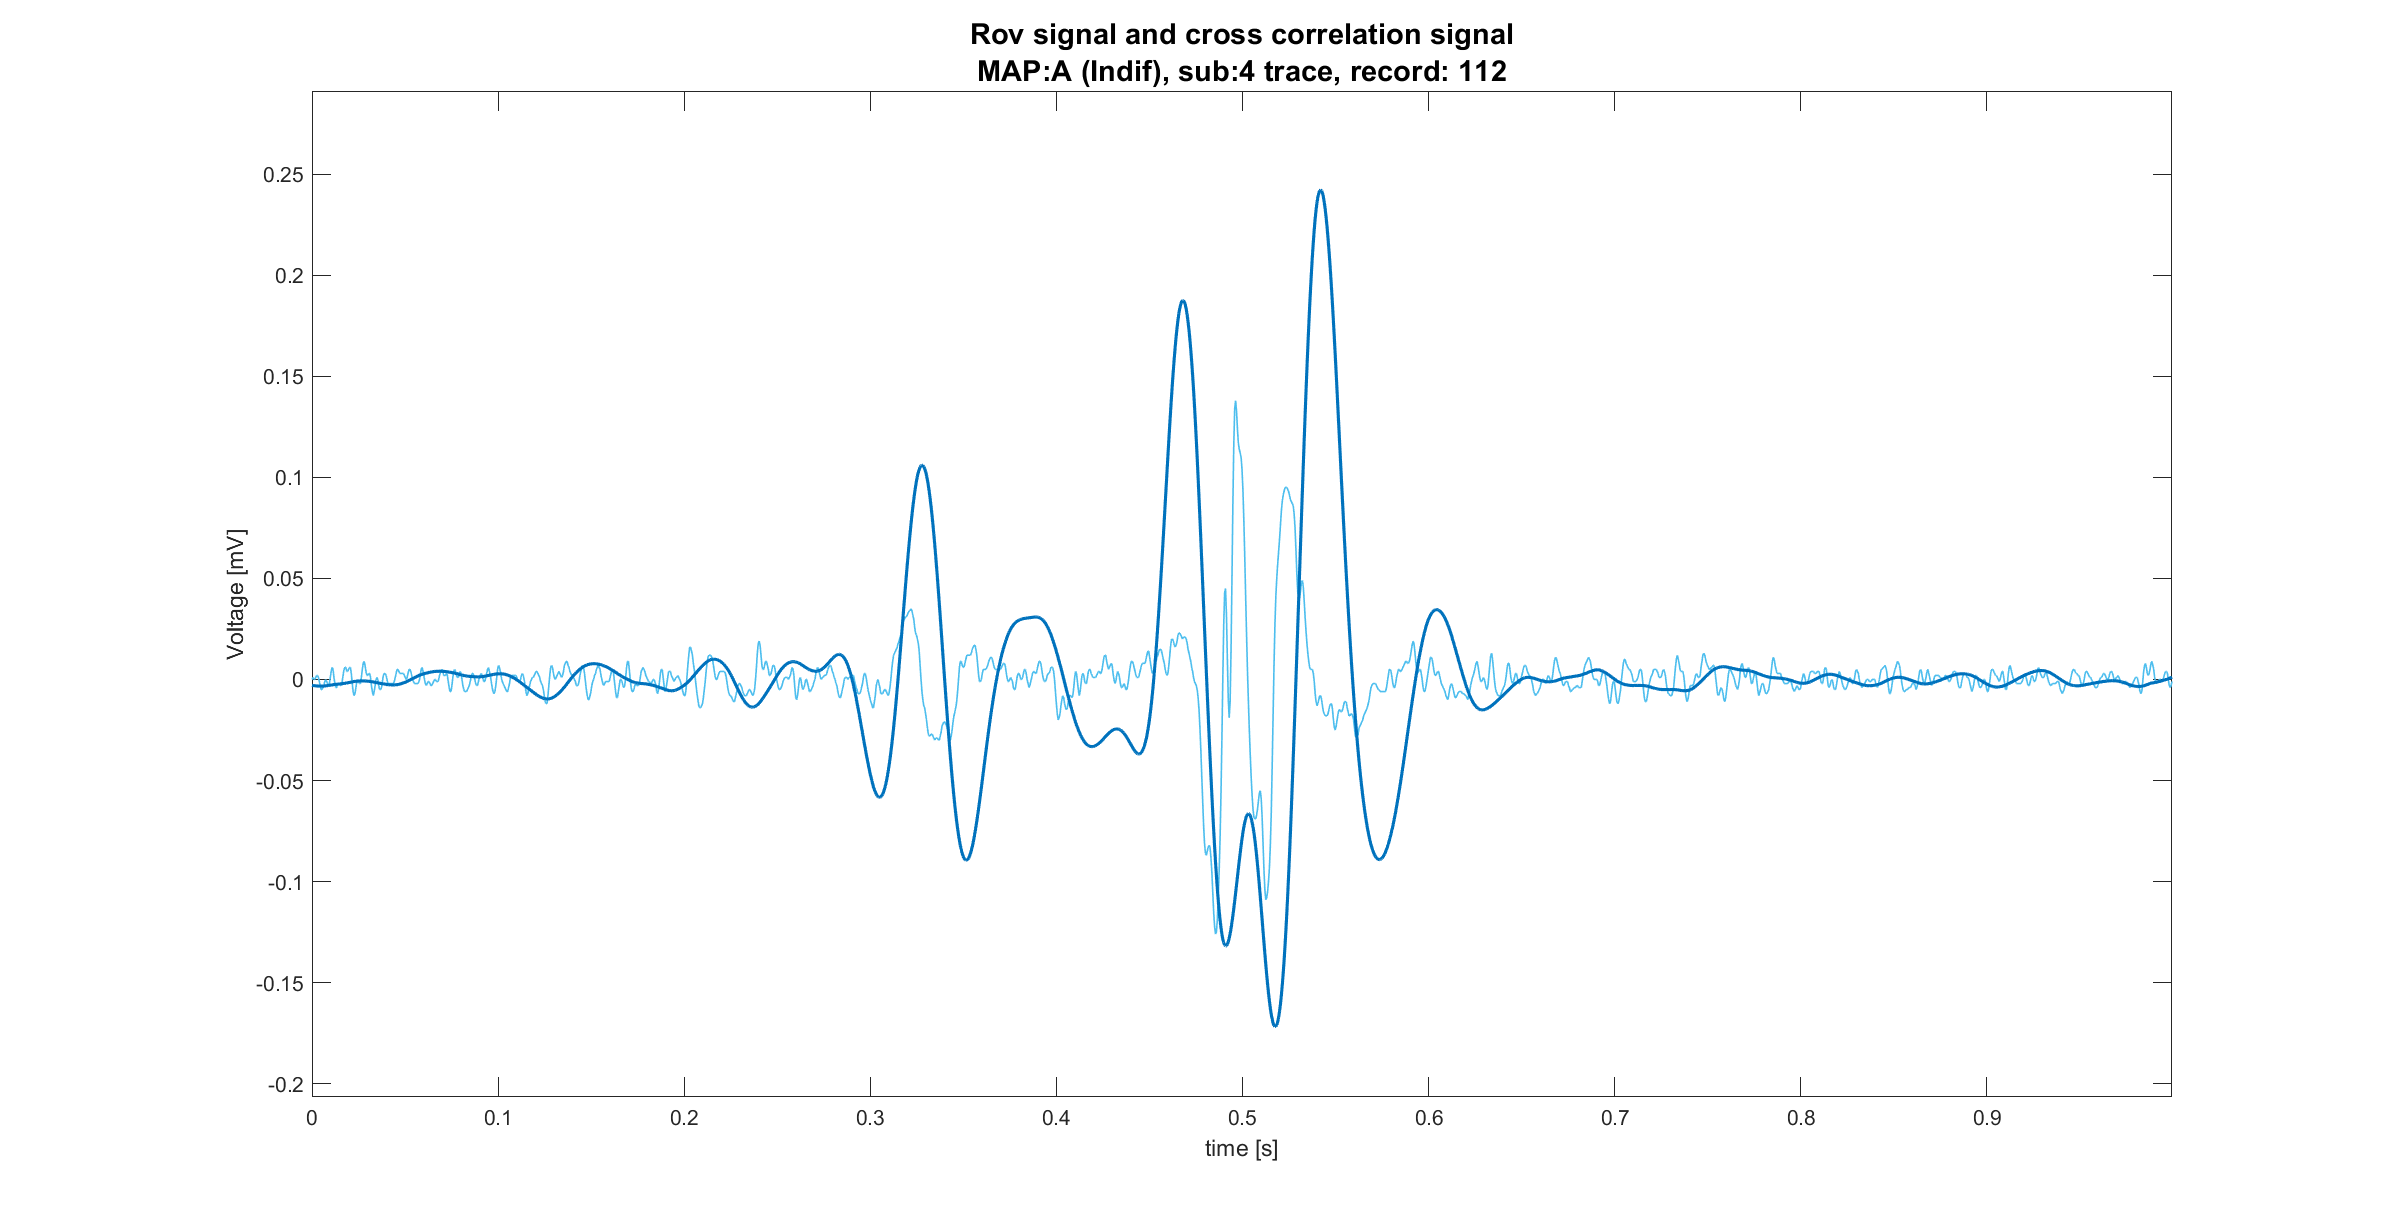 Rov signal and cross correlation signal
MAP:A (Indif), sub:4 trace, record: 112
0.25
0.2
0.15
0.1
0.05
0
-0.05
-0.1
-0.15
-0.2
Voltage [mV]
0 0.1 0.2 0.3 0.4 0.5 0.6 0.7 0.8 0.9
time [s]